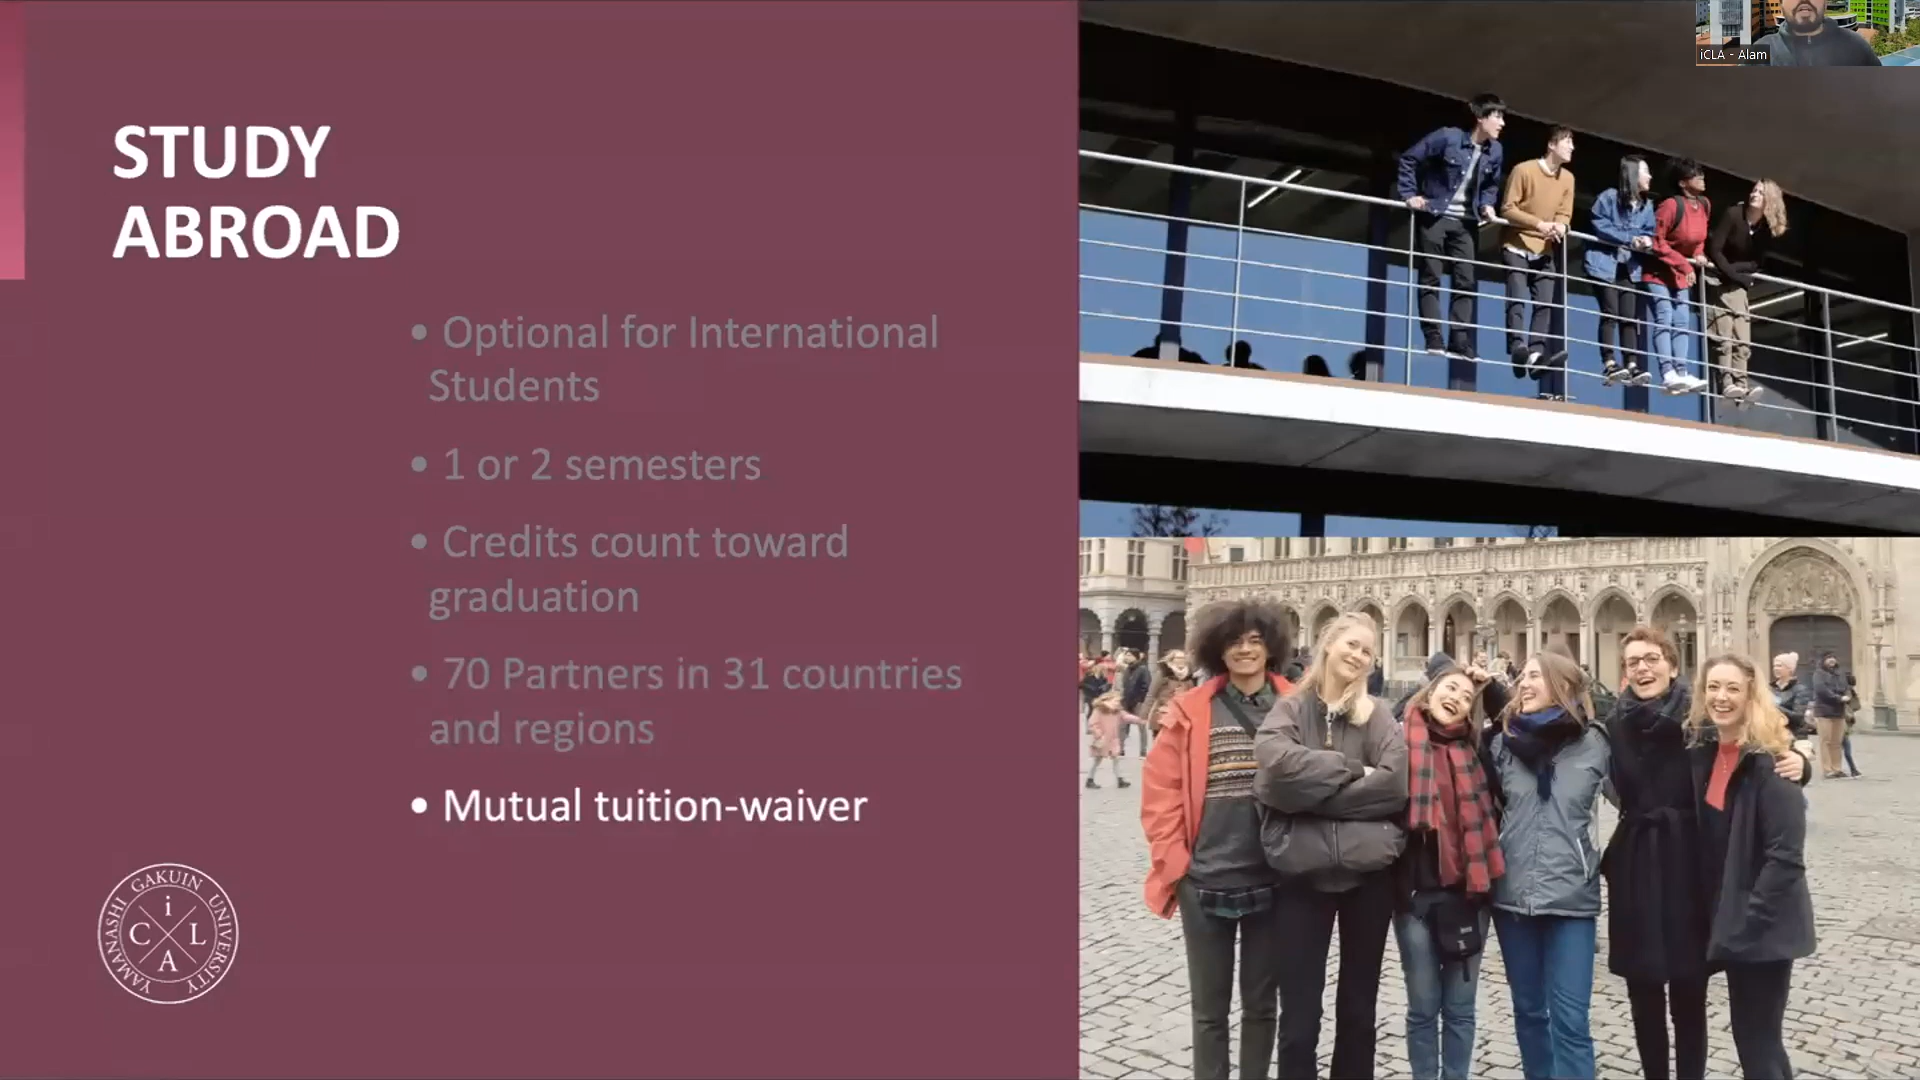 iCLA - Alam
STUDY
ABROAD
• Optional for International
Students
• 1 or 2 semesters
• Credits count toward
graduation
• 70 Partners in 31 countries
and regions
• Mutual tuition-waiver
YAMANASHI GAKUIN UNIVERSITY
i
C L
A